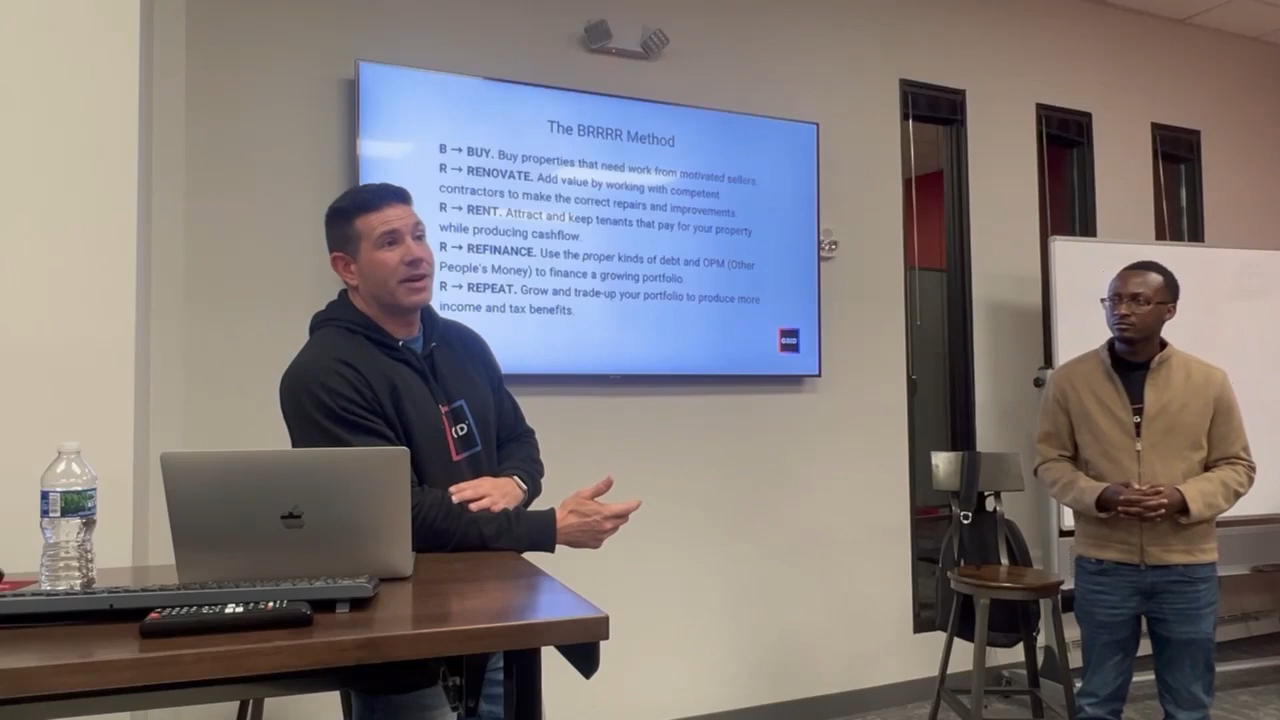 The BRRRR Method
B → BUY. Buy properties that need work from motivated sellers.
R → RENOVATE. Add value by working with competent
contractors to make the correct repairs and improvements.
R → RENT. Attract and keep tenants that pay for your property
while producing cashflow.
R → REFINANCE. Use the proper kinds of debt and OPM (Other
People's Money) to finance a growing portfolio.
R → REPEAT. Grow and trade-up your portfolio to produce more
income and tax benefits.
GRID